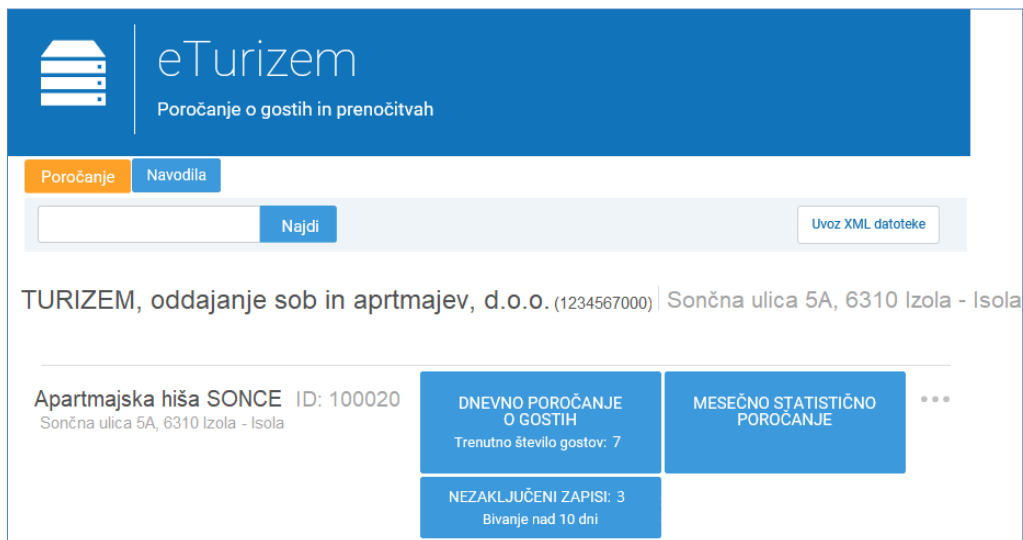 eTurizem
Poročanje o gostih in prenočitvah
Poročanje Navodila
Najdi Uvoz XML datoteke
TURIZEM, oddajanje sob in aprtmajev, d.o.o. (1234567000) Sončna ulica 5A, 6310 Izola - Isola
Apartmajska hiša SONCE ID: 100020
Sončna ulica 5A, 6310 Izola - Isola
DNEVNO POROČANJE
O GOSTIH
Trenutno število gostov: 7
MESEČNO STATISTIČNO
POROČANJE
NEZAKLJUČENI ZAPISI: 3
Bivanje nad 10 dni